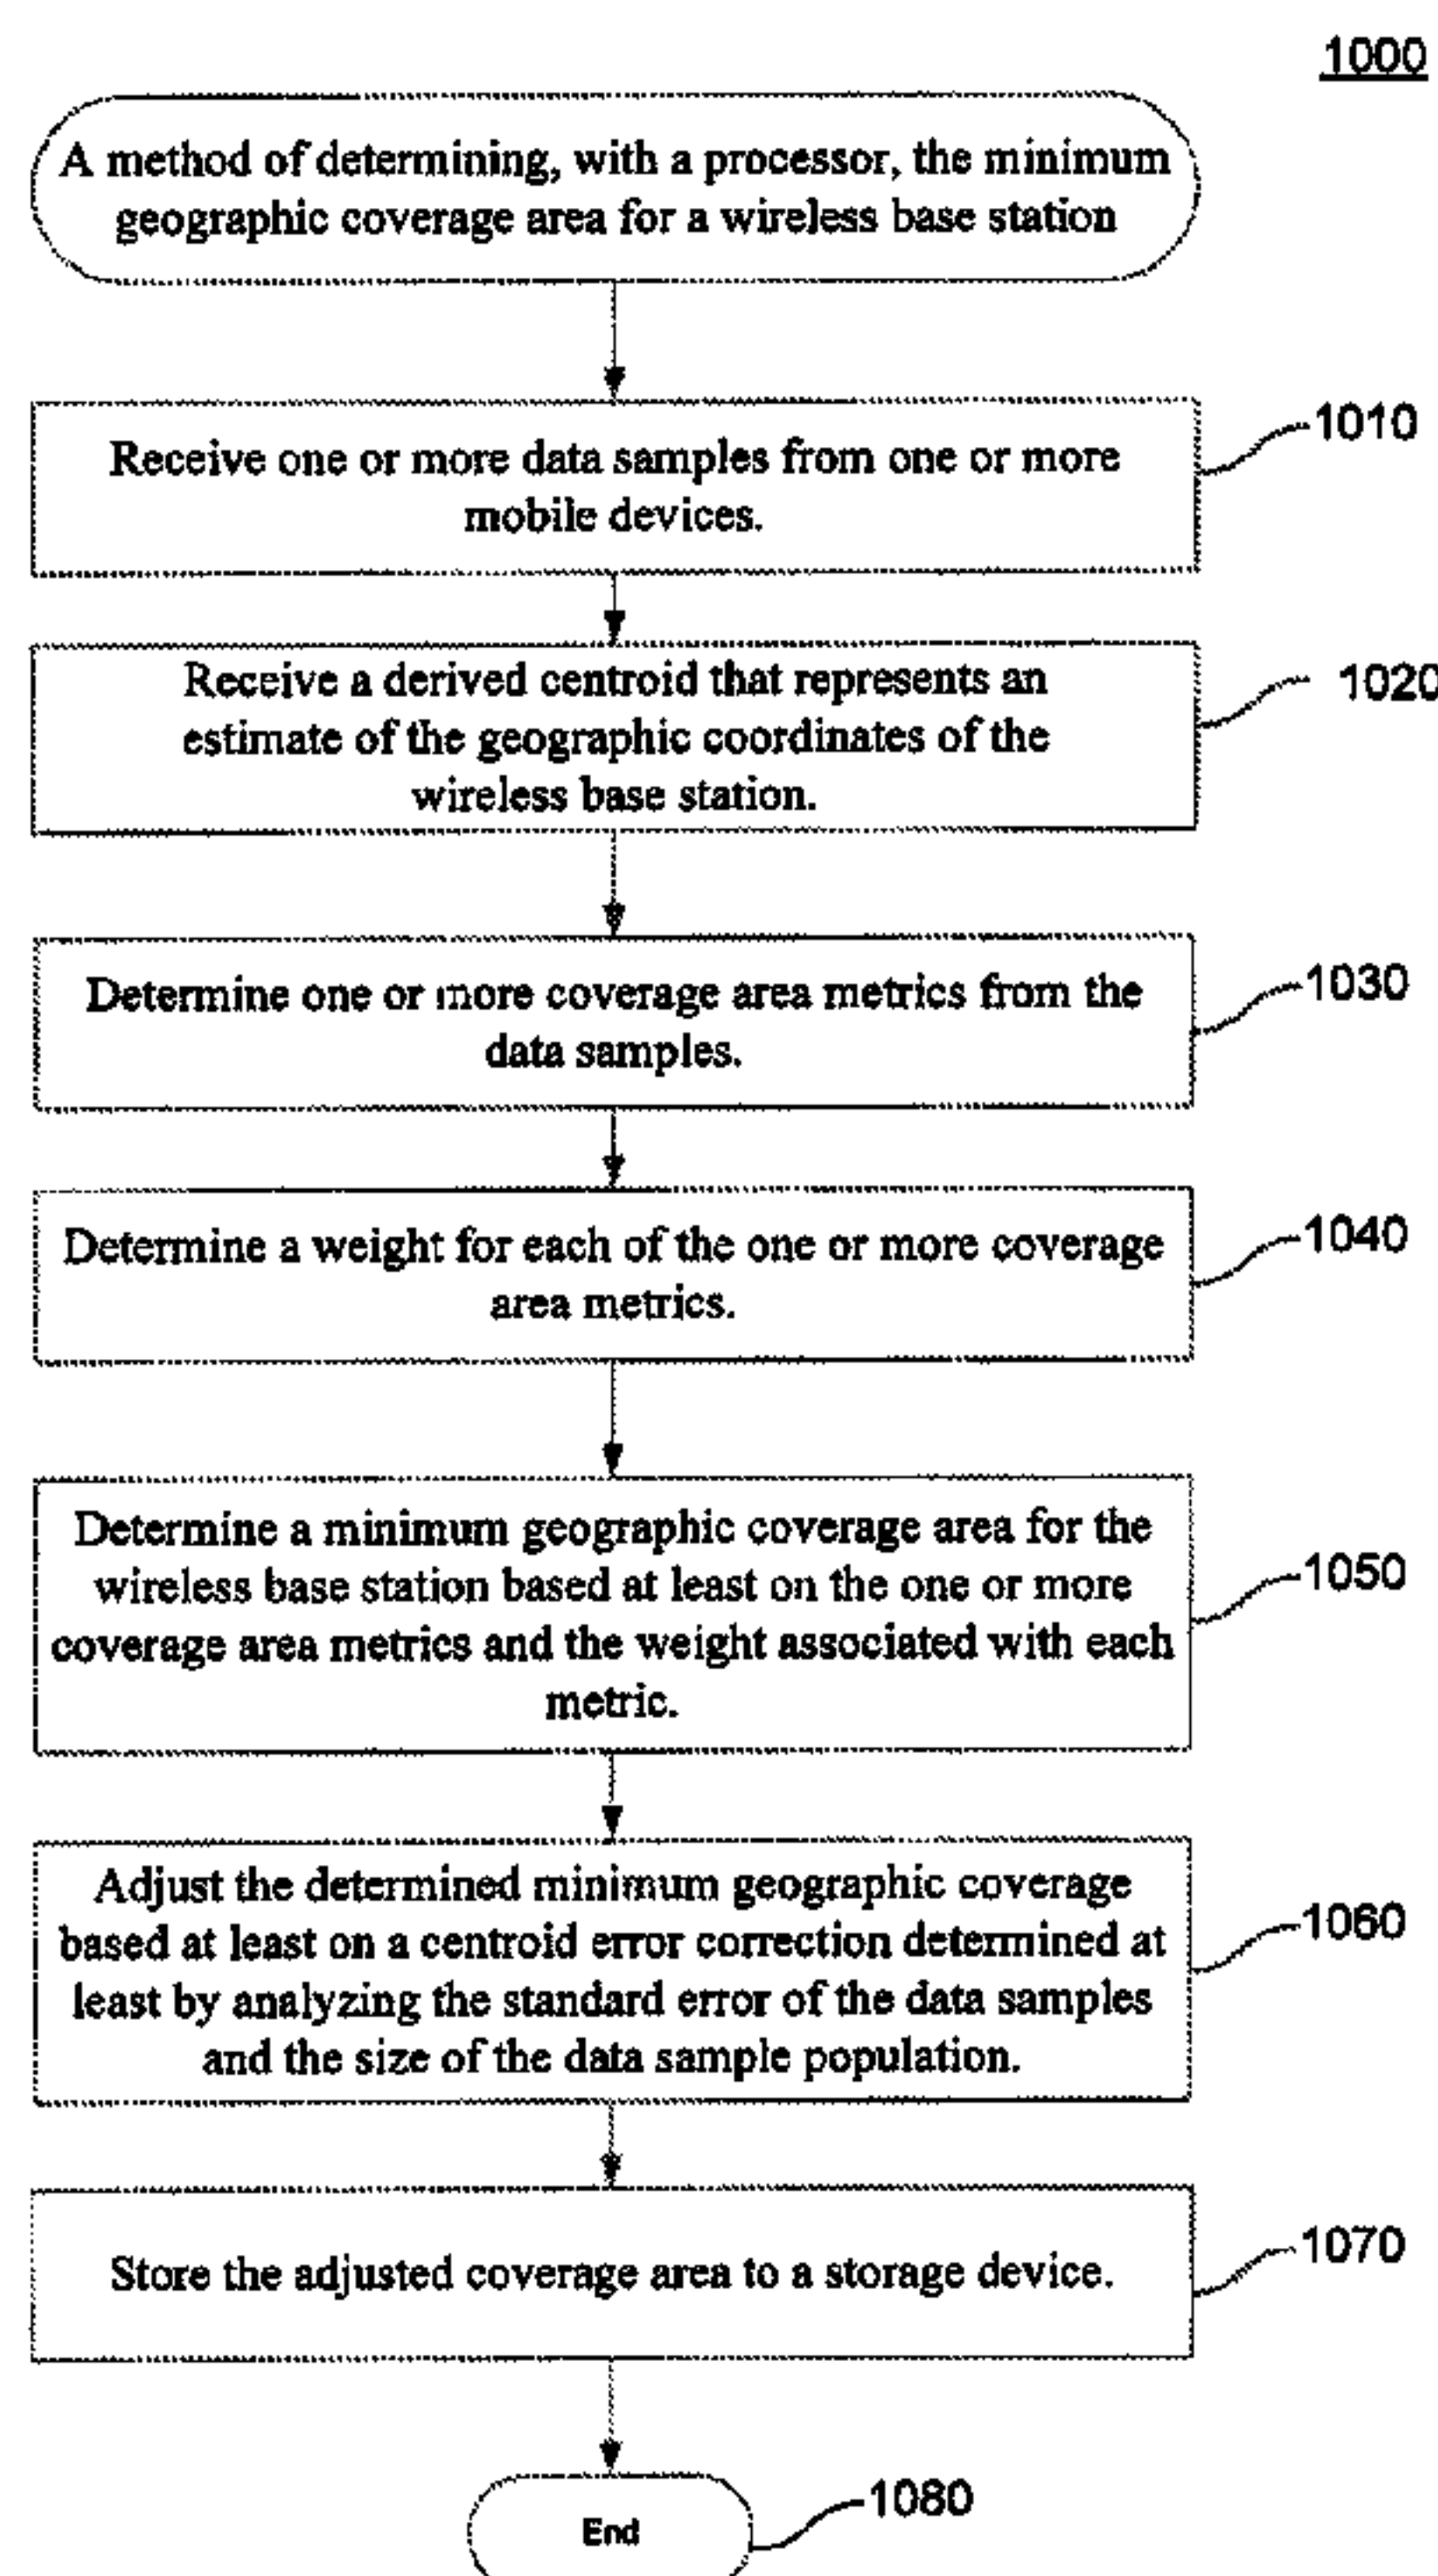 1000
A method of determining, with a processor, the minimum
geographic coverage area for a wireless base station
1010
Receive one or more data samples from one or more
mobile devices.
1020
Receive a derived centroid that represents an
estimate of the geographic coordinates of the
wireless base station.
1030
Determine one or more coverage area metrics from the
data samples.
1040
Determine a weight for each of the one or more coverage
area metrics.
1050
Determine a minimum geographic coverage area for the
wireless base station based at least on the one or more
coverage area metrics and the weight associated with each
metric.
1060
Adjust the determined minimum geographic coverage
based at least on a centroid error correction determined at
least by analyzing the standard error of the data samples
and the size of the data sample population.
1070
Store the adjusted coverage area to a storage device.
1080
End